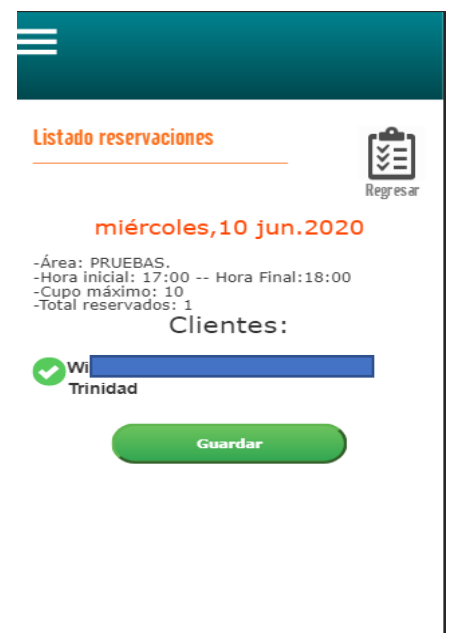 Listado reservaciones
Regresar
miércoles,10 jun.2020
-Área: PRUEBAS.
-Hora inicial: 17:00 -- Hora Final:18:00
-Cupo máximo: 10
-Total reservados: 1
Clientes:
Wi
Trinidad
Guardar